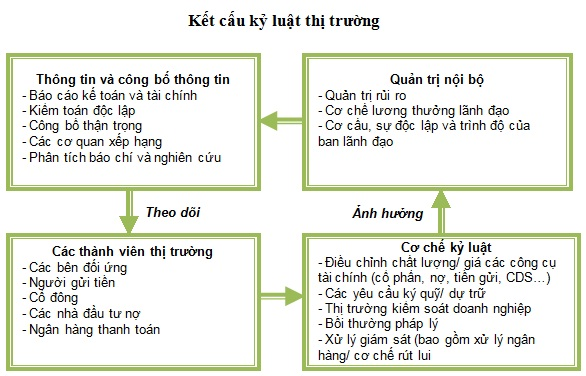 Kết cấu kỷ luật thị trường
Thông tin và công bố thông tin
- Báo cáo kế toán và tài chính
- Kiểm toán độc lập
- Công bố thận trọng
- Các cơ quan xếp hạng
- Phân tích báo chí và nghiên cứu
Quản trị nội bộ
- Quản trị rủi ro
- Cơ chế lương thưởng lãnh đạo
- Cơ cấu, sự độc lập và trình độ của
ban lãnh đạo
Theo dõi
Ảnh hưởng
Các thành viên thị trường
- Các bên đối ứng
- Người gửi tiền
- Cổ đông
- Các nhà đầu tư nợ
- Ngân hàng thanh toán
Cơ chế kỷ luật
- Điều chỉnh chất lượng/ giá các công cụ
tài chính (cổ phần, nợ, tiền gửi, CDS…)
- Các yêu cầu ký quỹ/ dự trữ
- Thị trường kiểm soát doanh nghiệp
- Bồi thường pháp lý
- Xử lý giám sát (bao gồm xử lý ngân
hàng/ cơ chế rút lui